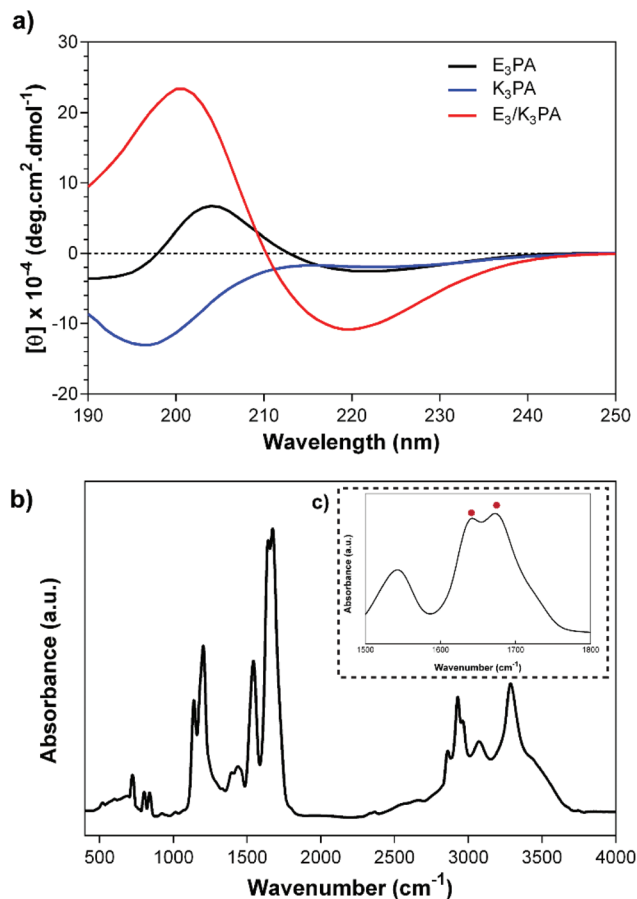 a)
30
20
10
0
-10
-20
[θ] x 10⁻⁴ (deg.cm².dmol⁻¹)
E₃PA
K₃PA
E₃/K₃PA
190 200 210 220 230 240 250
Wavelength (nm)
b)
Absorbance (a.u.)
c)
Absorbance (a.u.)
1500 1600 1700 1800
Wavenumber (cm⁻¹)
500 1000 1500 2000 2500 3000 3500 4000
Wavenumber (cm⁻¹)